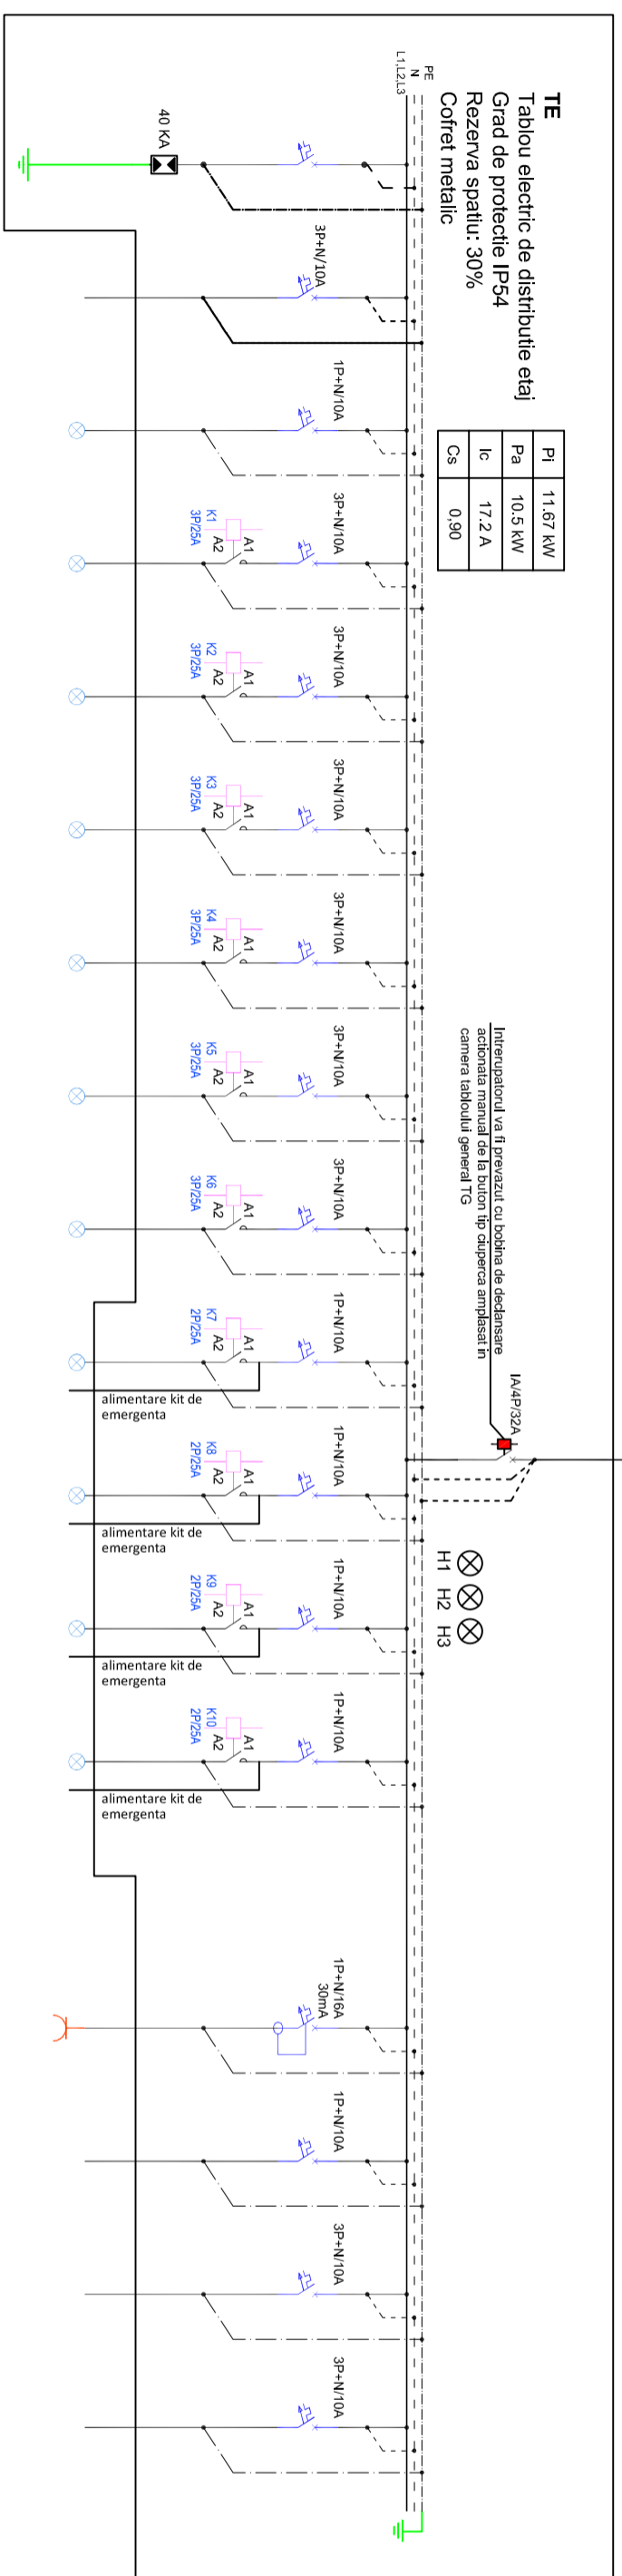 TE
Tablou electric de distributie etaj
Grad de protectie IP54
Rezerva spatiu: 30%
Cofret metalic
Pi 11.67 kW
Pa 10.5 kW
Ic 17.2 A
Cs 0,90
Intrerupatorul va fi prevazut cu bobina de declansare
actionata manual de la buton tip ciuperca amplasat in
camera tabloului general TG
IA/4P/32A
H1 H2 H3
PE
N
L1,L2,L3
40 KA
3P+N/10A
1P+N/10A
3P+N/10A
A1
A2
K1
3P/25A
3P+N/10A
A1
A2
K2
3P/25A
3P+N/10A
A1
A2
K3
3P/25A
3P+N/10A
A1
A2
K4
3P/25A
3P+N/10A
A1
A2
K5
3P/25A
3P+N/10A
A1
A2
K6
3P/25A
1P+N/10A
A1
A2
K7
2P/25A
alimentare kit de
emergenta
1P+N/10A
A1
A2
K8
2P/25A
alimentare kit de
emergenta
1P+N/10A
A1
A2
K9
2P/25A
alimentare kit de
emergenta
1P+N/10A
A1
A2
K10
2P/25A
alimentare kit de
emergenta
1P+N/16A
30mA
1P+N/10A
3P+N/10A
3P+N/10A